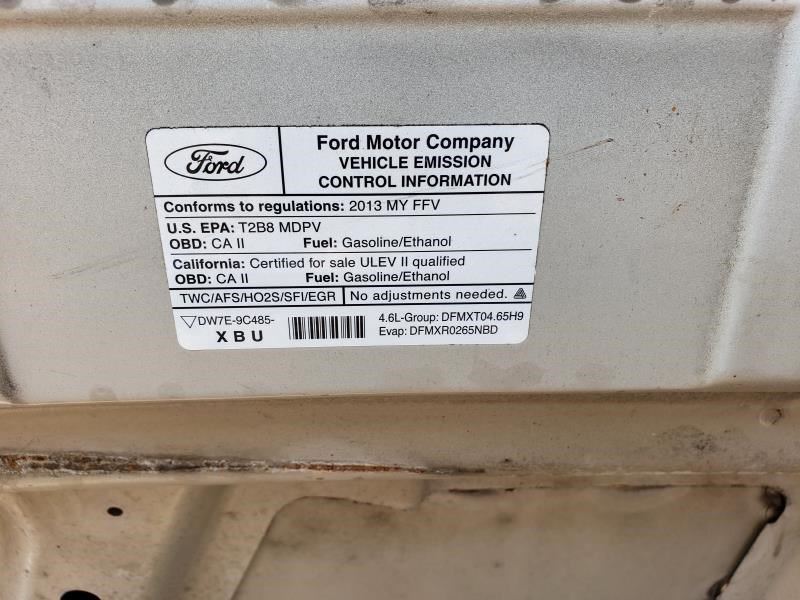 Ford
Ford Motor Company
VEHICLE EMISSION
CONTROL INFORMATION
Conforms to regulations: 2013 MY FFV
U.S. EPA: T2B8 MDPV
OBD: CA II Fuel: Gasoline/Ethanol
California: Certified for sale ULEV II qualified
OBD: CA II Fuel: Gasoline/Ethanol
TWC/AFS/HO2S/SFI/EGR No adjustments needed.
DW7E-9C485-
XBU
4.6L-Group: DFMXT04.65H9
Evap: DFMXR0265NBD